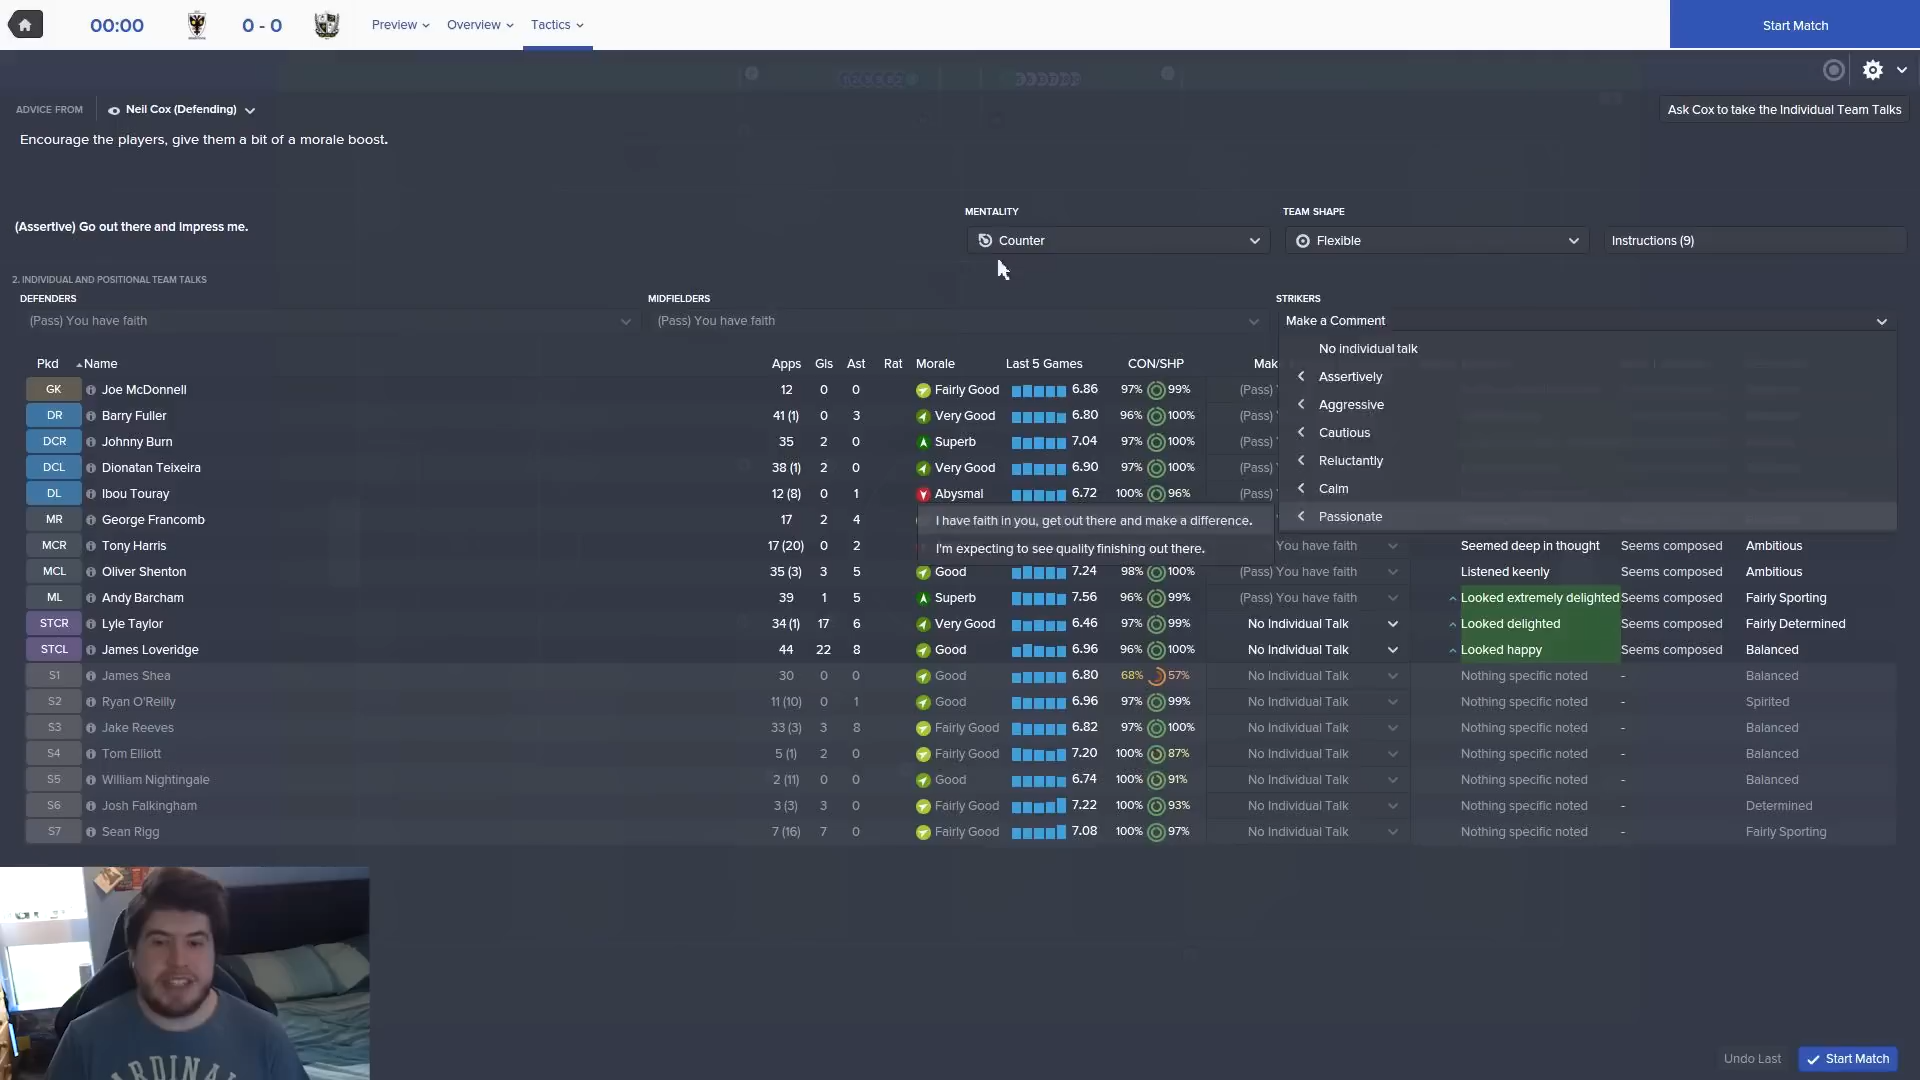 00:00
0 - 0
Preview
Overview
Tactics
Start Match
ADVICE FROM
Neil Cox (Defending)
Ask Cox to take the Individual Team Talks
Encourage the players, give them a bit of a morale boost.
MENTALITY
TEAM SHAPE
(Assertive) Go out there and impress me.
Counter
Flexible
Instructions (9)
2. INDIVIDUAL AND POSITIONAL TEAM TALKS
DEFENDERS
MIDFIELDERS
STRIKERS
(Pass) You have faith
(Pass) You have faith
Make a Comment
No individual talk
Assertively
Aggressive
Cautious
Reluctantly
Calm
Passionate
I have faith in you, get out there and make a difference.
I'm expecting to see quality finishing out there.
Pkd Name Apps Gls Ast Rat Morale Last 5 Games CON/SHP Mak
GK Joe McDonnell 12 0 0 Fairly Good 6.86 97% 99% (Pass)
DR Barry Fuller 41 (1) 0 3 Very Good 6.80 96% 100% (Pass)
DCR Johnny Burn 35 2 0 Superb 7.04 97% 100% (Pass)
DCL Dionatan Teixeira 38 (1) 2 0 Very Good 6.90 97% 100% (Pass)
DL Ibou Touray 12 (8) 0 1 Abysmal 6.72 100% 96% (Pass)
MR George Francomb 17 2 4
MCR Tony Harris 17 (20) 0 2 You have faith Seemed deep in thought Seems composed Ambitious
MCL Oliver Shenton 35 (3) 3 5 Good 7.24 98% 100% (Pass) You have faith Listened keenly Seems composed Ambitious
ML Andy Barcham 39 1 5 Superb 7.56 96% 99% (Pass) You have faith Looked extremely delighted Seems composed Fairly Sporting
STCR Lyle Taylor 34 (1) 17 6 Very Good 6.46 97% 99% No Individual Talk Looked delighted Seems composed Fairly Determined
STCL James Loveridge 44 22 8 Good 6.96 96% 100% No Individual Talk Looked happy Seems composed Balanced
S1 James Shea 30 0 0 Good 6.80 68% 57% No Individual Talk Nothing specific noted - Balanced
S2 Ryan O'Reilly 11 (10) 0 1 Good 6.96 97% 99% No Individual Talk Nothing specific noted - Spirited
S3 Jake Reeves 33 (3) 3 8 Fairly Good 6.82 97% 100% No Individual Talk Nothing specific noted - Balanced
S4 Tom Elliott 5 (1) 2 0 Fairly Good 7.20 100% 87% No Individual Talk Nothing specific noted - Balanced
S5 William Nightingale 2 (11) 0 0 Good 6.74 100% 91% No Individual Talk Nothing specific noted - Balanced
S6 Josh Falkingham 3 (3) 3 0 Fairly Good 7.22 100% 93% No Individual Talk Nothing specific noted - Determined
S7 Sean Rigg 7 (16) 7 0 Fairly Good 7.08 100% 97% No Individual Talk Nothing specific noted - Fairly Sporting
Undo Last
Start Match